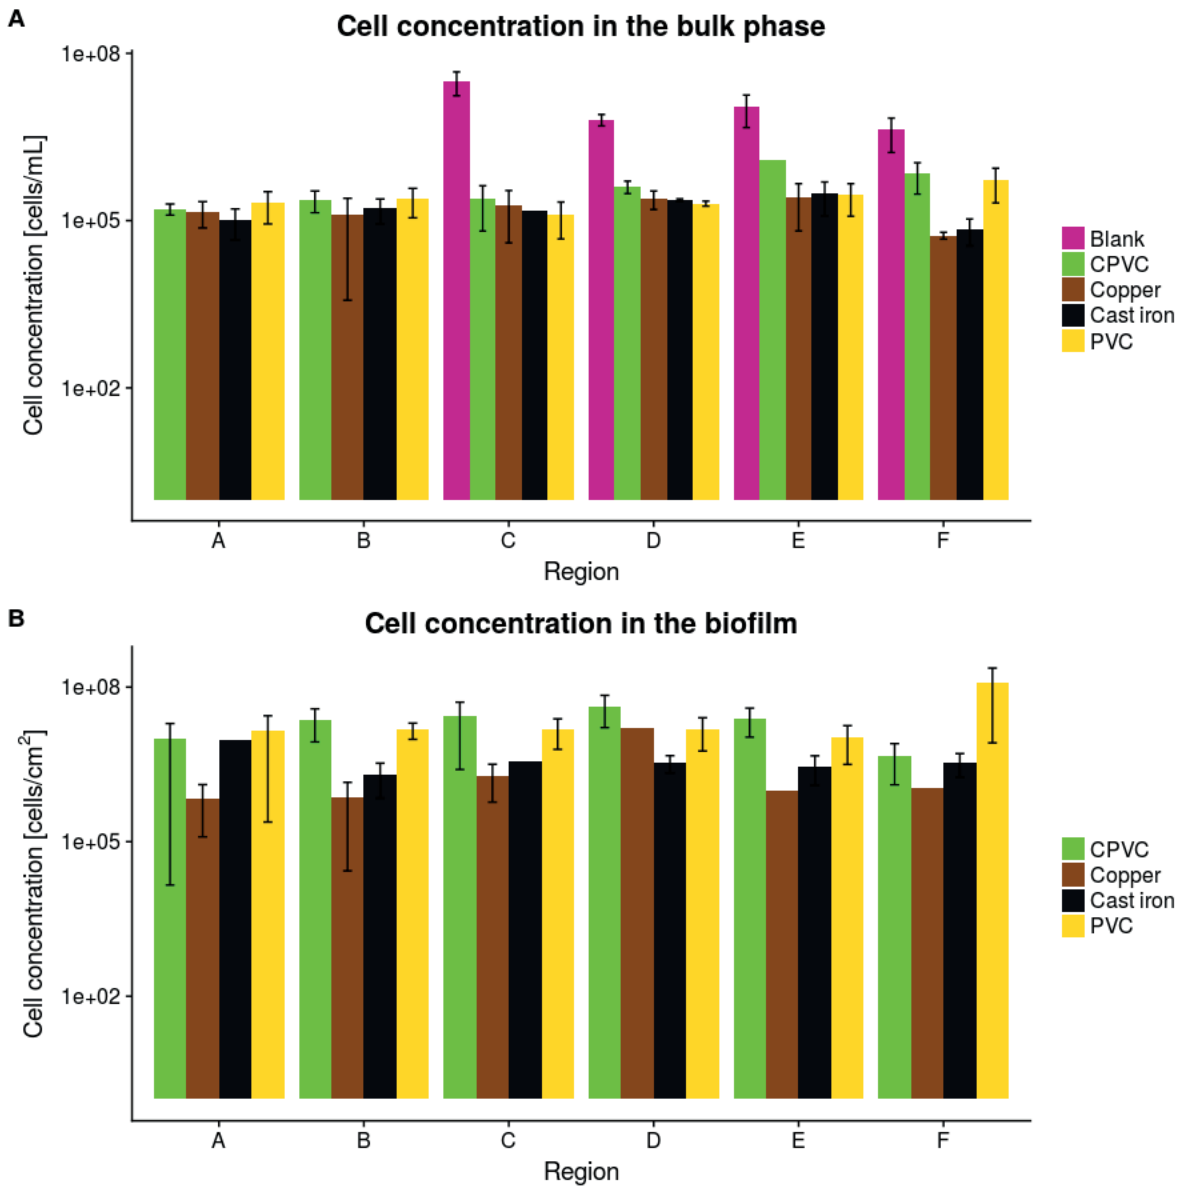 A
Cell concentration in the bulk phase
Cell concentration [cells/mL]
1e+08
1e+05
1e+02
A B C D E F
Region
Blank
CPVC
Copper
Cast iron
PVC
B
Cell concentration in the biofilm
Cell concentration [cells/cm²]
1e+08
1e+05
1e+02
A B C D E F
Region
CPVC
Copper
Cast iron
PVC